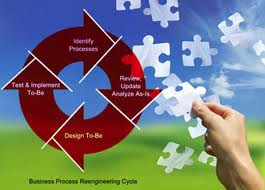 Identify
Processes
Review,
Update
Analyze As-Is
Design To-Be
Test & Implement
To-Be
Business Process Reengineering Cycle